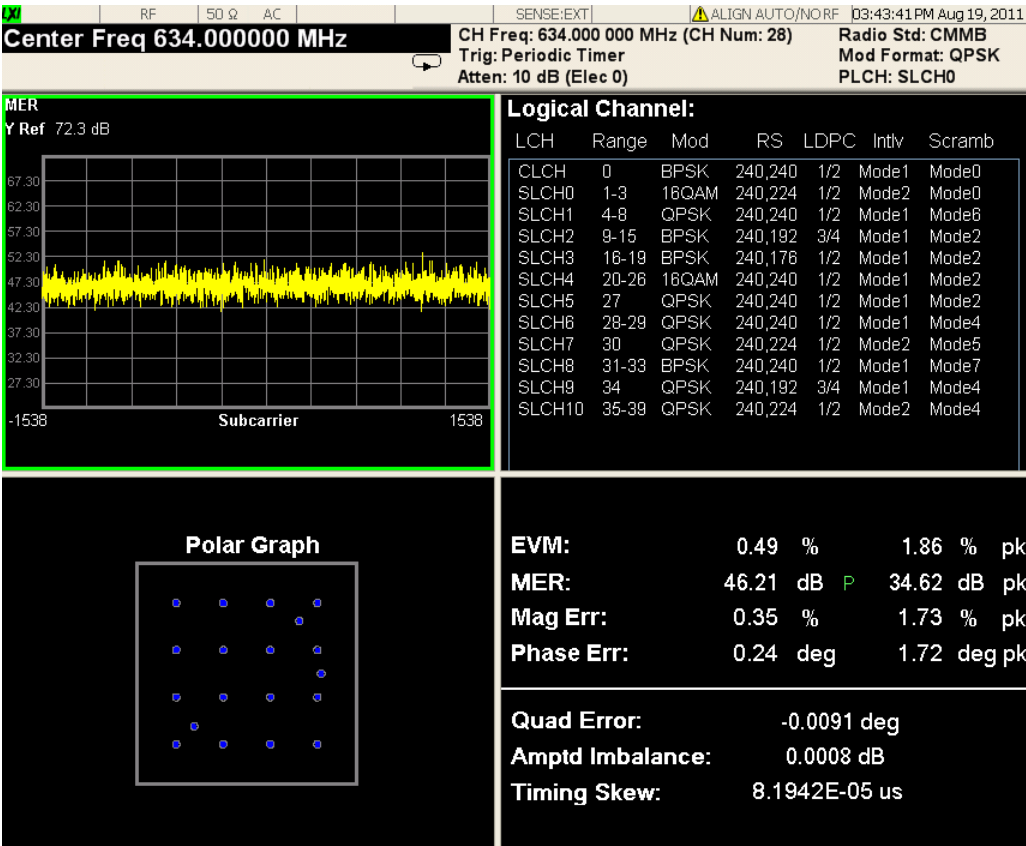 LXI RF 50 Ω AC SENSE:EXT ALIGN AUTO/NO RF 03:43:41 PM Aug 19, 2011
Center Freq 634.000000 MHz
CH Freq: 634.000 000 MHz (CH Num: 28) Radio Std: CMMB
Trig: Periodic Timer Mod Format: QPSK
Atten: 10 dB (Elec 0) PLCH: SLCH0
MER
Y Ref 72.3 dB
67.30
62.30
57.30
52.30
47.30
42.30
37.30
32.30
27.30
-1538 Subcarrier 1538
Logical Channel:
LCH Range Mod RS LDPC Intlv Scramb
CLCH 0 BPSK 240,240 1/2 Mode1 Mode0
SLCH0 1-3 16QAM 240,224 1/2 Mode2 Mode0
SLCH1 4-8 QPSK 240,240 1/2 Mode1 Mode6
SLCH2 9-15 BPSK 240,192 3/4 Mode1 Mode2
SLCH3 16-19 BPSK 240,176 1/2 Mode1 Mode2
SLCH4 20-26 16QAM 240,240 1/2 Mode1 Mode2
SLCH5 27 QPSK 240,240 1/2 Mode1 Mode2
SLCH6 28-29 QPSK 240,240 1/2 Mode1 Mode4
SLCH7 30 QPSK 240,224 1/2 Mode2 Mode5
SLCH8 31-33 BPSK 240,240 1/2 Mode1 Mode7
SLCH9 34 QPSK 240,192 3/4 Mode1 Mode4
SLCH10 35-39 QPSK 240,224 1/2 Mode2 Mode4
Polar Graph
EVM: 0.49 % 1.86 % pk
MER: 46.21 dB P 34.62 dB pk
Mag Err: 0.35 % 1.73 % pk
Phase Err: 0.24 deg 1.72 deg pk
Quad Error: -0.0091 deg
Amptd Imbalance: 0.0008 dB
Timing Skew: 8.1942E-05 us